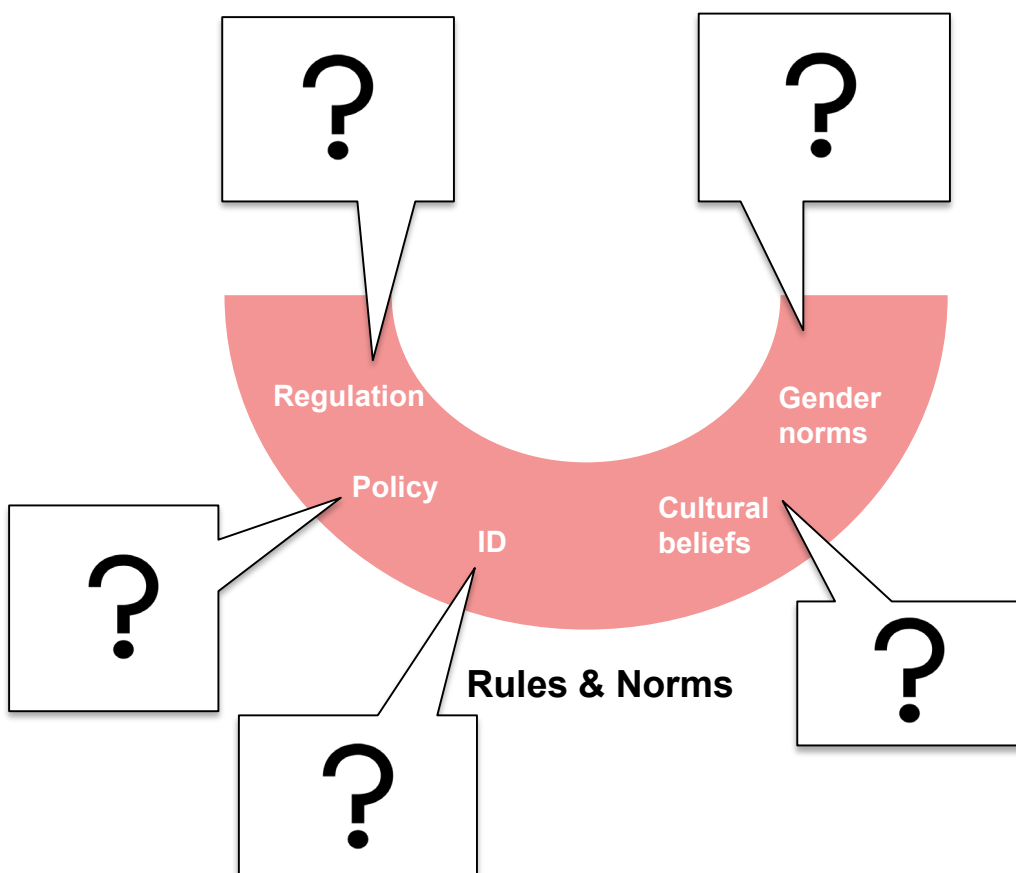 ?
?
Regulation
Gender
norms
Policy
Cultural
beliefs
ID
?
?
Rules & Norms
?